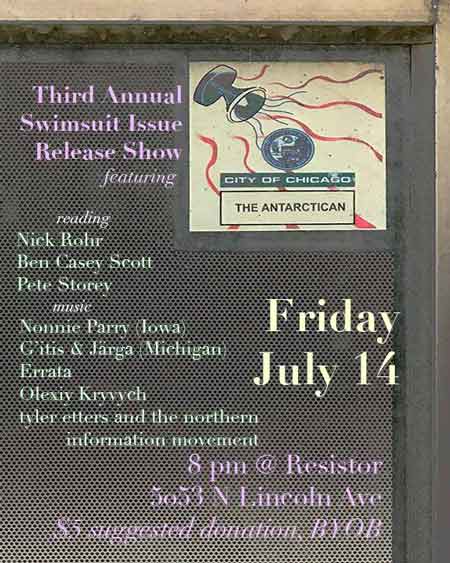 Third Annual
Swimsuit Issue
Release Show
featuring
CITY OF CHICAGO
THE ANTARCTICAN
reading
Nick Rohr
Ben Casey Scott
Pete Storey
music
Nonnie Parry (Iowa)
G'itis & Järga (Michigan)
Errata
Olexiy Kryvych
tyler etters and the northern
information movement
Friday
July 14
8 pm @ Resistor
5053 N Lincoln Ave
$5 suggested donation, BYOB